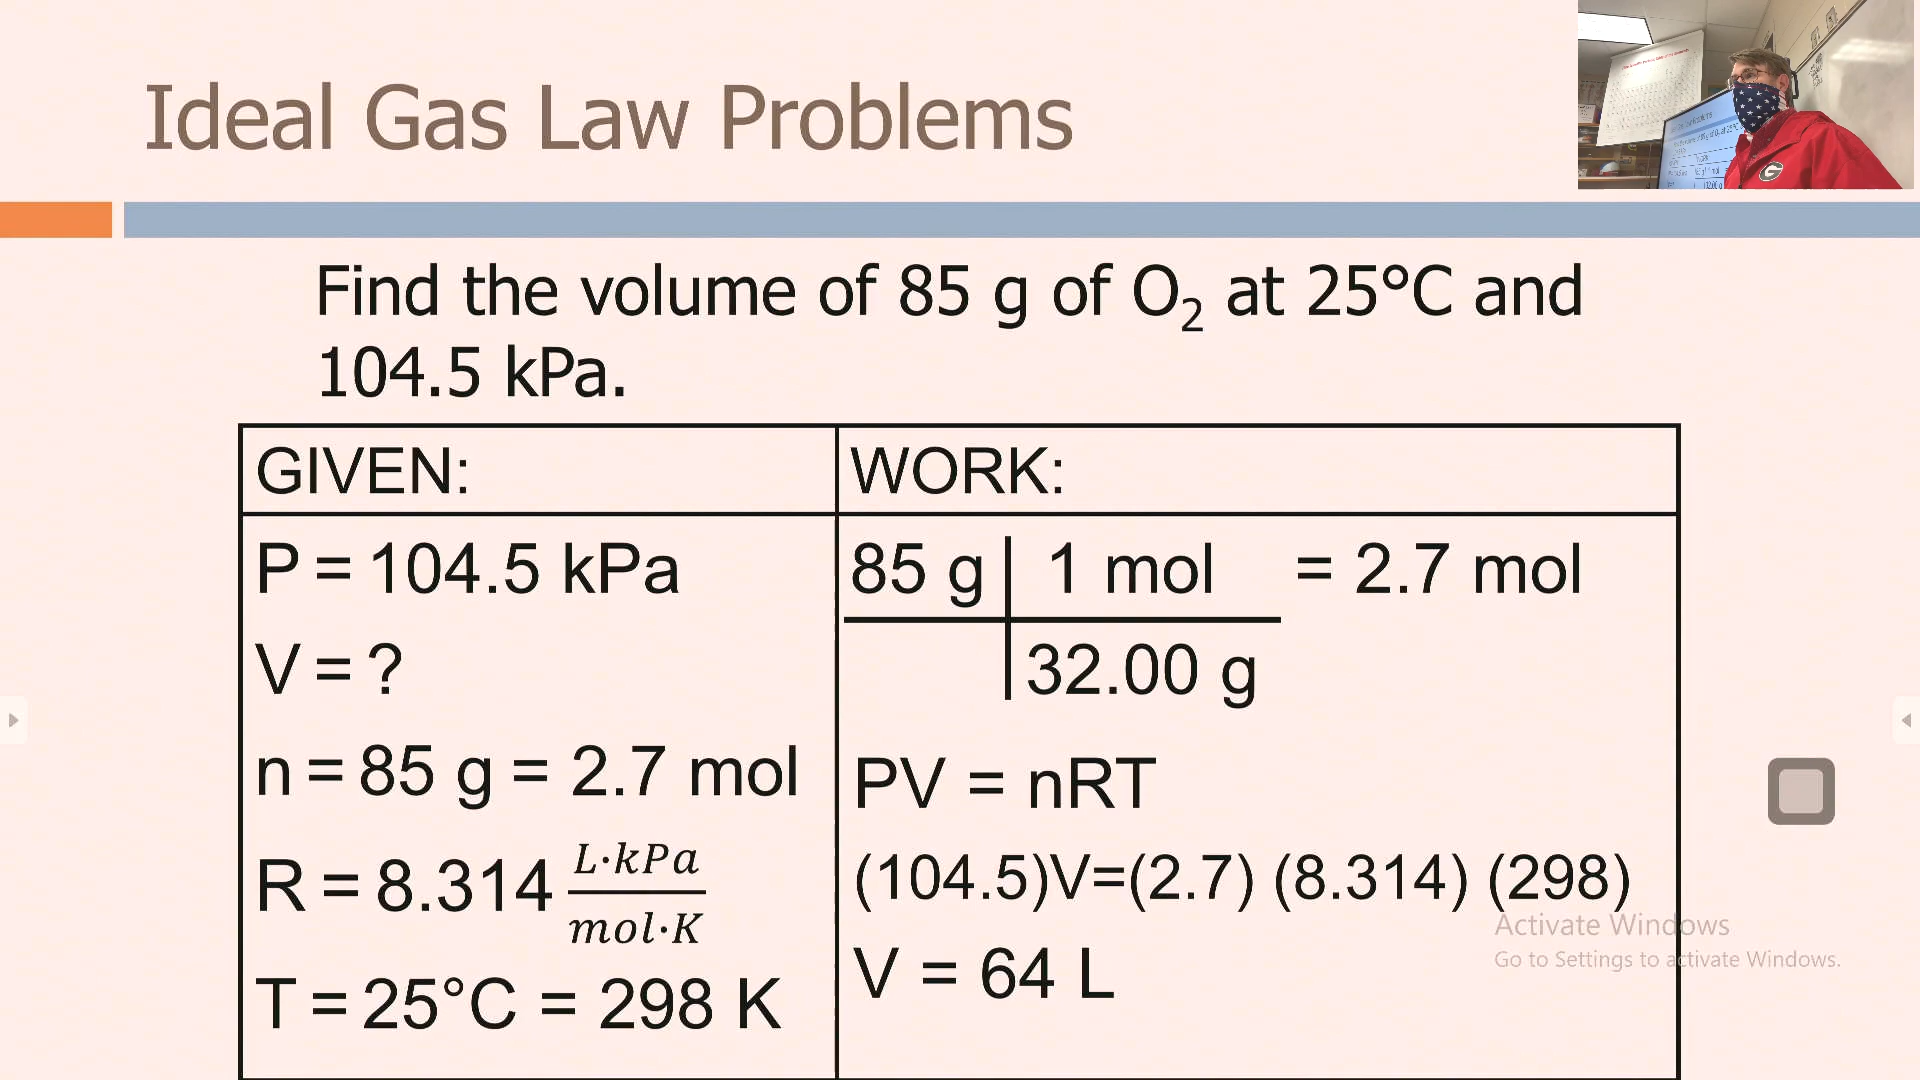 Ideal Gas Law Problems
Find the volume of 85 g of O₂ at 25°C and
104.5 kPa.
GIVEN:
WORK:
P = 104.5 kPa
V = ?
n = 85 g = 2.7 mol
R = 8.314 L·kPa/mol·K
T = 25°C = 298 K
85 g | 1 mol = 2.7 mol
32.00 g
PV = nRT
(104.5)V=(2.7) (8.314) (298)
V = 64 L
Activate Windows
Go to Settings to activate Windows.
G